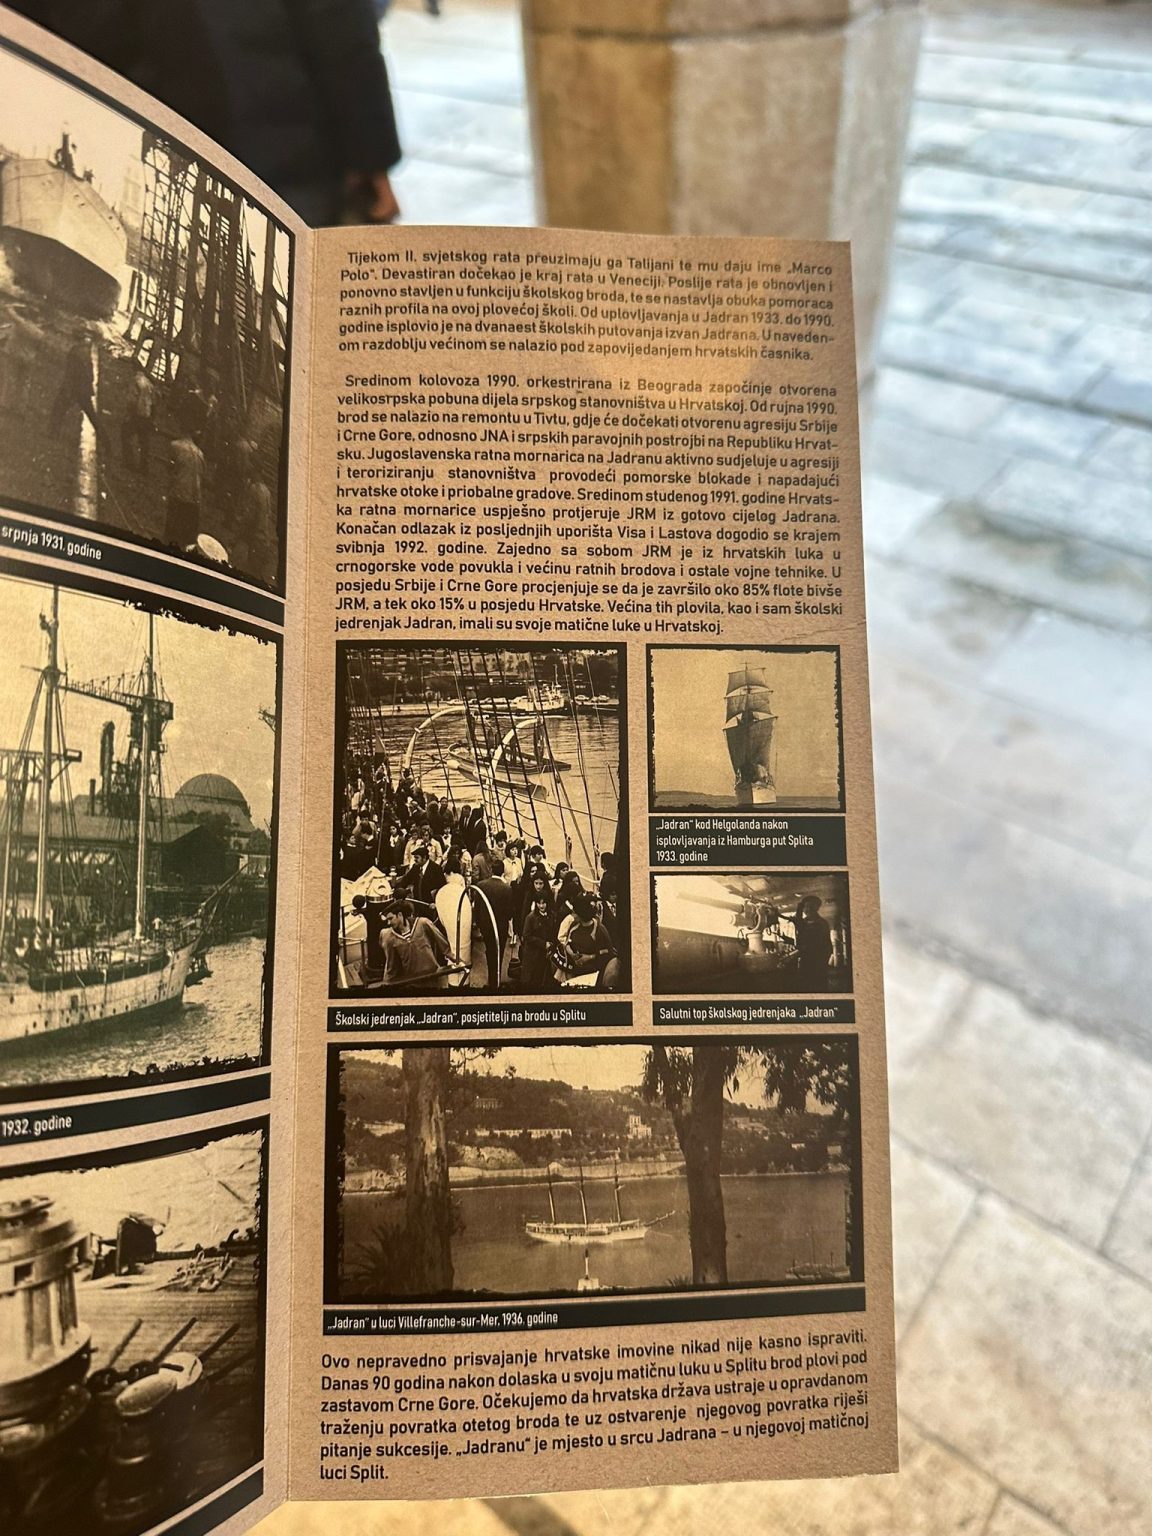 srpnja 1931. godine
1932. godine
Tijekom II. svjetskog rata preuzimaju ga Talijani te mu daju ime „Marco
Polo“. Devastiran dočekao je kraj rata u Veneciji. Poslije rata je obnovljen i
ponovno stavljen u funkciju školskog broda, te se nastavlja obuka pomoraca
raznih profila na ovoj plovećoj školi. Od uplovljavanja u Jadran 1933. do 1990.
godine isplovio je na dvanaest školskih putovanja izvan Jadrana. U naveden-
om razdoblju većinom se nalazio pod zapovijedanjem hrvatskih časnika.
Sredinom kolovoza 1990. orkestrirana iz Beograda započinje otvorena
velikosrpska pobuna dijela srpskog stanovništva u Hrvatskoj. Od rujna 1990.
brod se nalazio na remontu u Tivtu, gdje će dočekati otvorenu agresiju Srbije
i Crne Gore, odnosno JNA i srpskih paravojnih postrojbi na Republiku Hrvat-
sku. Jugoslavenska ratna mornarica na Jadranu aktivno sudjeluje u agresiji
i teroriziranju stanovništva provodeći pomorske blokade i napadajući
hrvatske otoke i priobalne gradove. Sredinom studenog 1991. godine Hrvats-
ka ratna mornarice uspješno protjeruje JRM iz gotovo cijelog Jadrana.
Konačan odlazak iz posljednjih uporišta Visa i Lastova dogodio se krajem
svibnja 1992. godine. Zajedno sa sobom JRM je iz hrvatskih luka u
crnogorske vode povukla i većinu ratnih brodova i ostale vojne tehnike. U
posjedu Srbije i Crne Gore procjenjuje se da je završilo oko 85% flote bivše
JRM, a tek oko 15% u posjedu Hrvatske. Većina tih plovila, kao i sam školski
jedrenjak Jadran, imali su svoje matične luke u Hrvatskoj.
„Jadran“ kod Helgolanda nakon
isplovljavanja iz Hamburga put Splita
1933. godine
Školski jedrenjak „Jadran“, posjetitelji na brodu u Splitu
Salutni top školskog jedrenjaka „Jadran“
„Jadran“ u luci Villefranche-sur-Mer, 1936. godine
Ovo nepravedno prisvajanje hrvatske imovine nikad nije kasno ispraviti.
Danas 90 godina nakon dolaska u svoju matičnu luku u Splitu brod plovi pod
zastavom Crne Gore. Očekujemo da hrvatska država ustraje u opravdanom
traženju povratka otetog broda te uz ostvarenje njegovog povratka riješi
pitanje sukcesije. „Jadranu“ je mjesto u srcu Jadrana – u njegovoj matičnoj
luci Split.